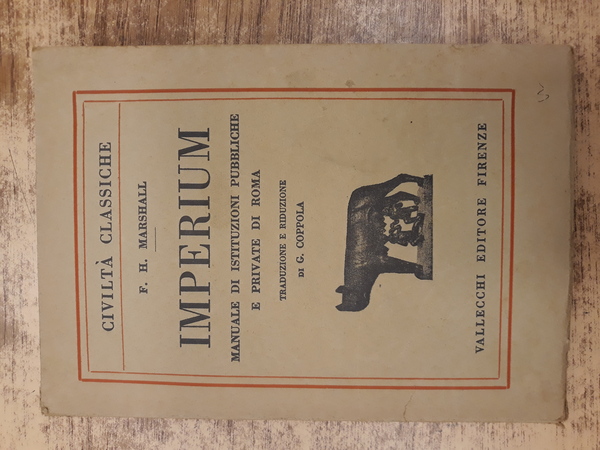 CIVILTÀ CLASSICHE
F. H. MARSHALL
IMPERIUM
MANUALE DI ISTITUZIONI PUBBLICHE
E PRIVATE DI ROMA
TRADUZIONE E RIDUZIONE
DI G. COPPOLA
VALLECCHI EDITORE FIRENZE